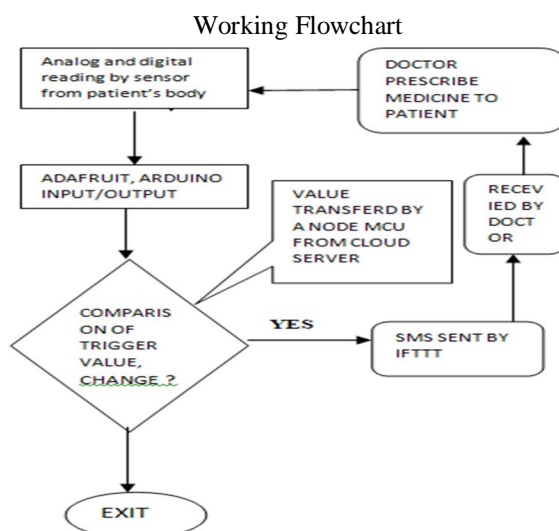 Working Flowchart
Analog and digital
reading by sensor
from patient's body
DOCTOR
PRESCRIBE
MEDICINE TO
PATIENT
ADAFRUIT, ARDUINO
INPUT/OUTPUT
VALUE
TRANSFERD BY
A NODE MCU
FROM CLOUD
SERVER
RECEV
IED BY
DOCT
OR
COMPARIS
ON OF
TRIGGER
VALUE,
CHANGE ?
YES
SMS SENT BY
IFTTT
EXIT